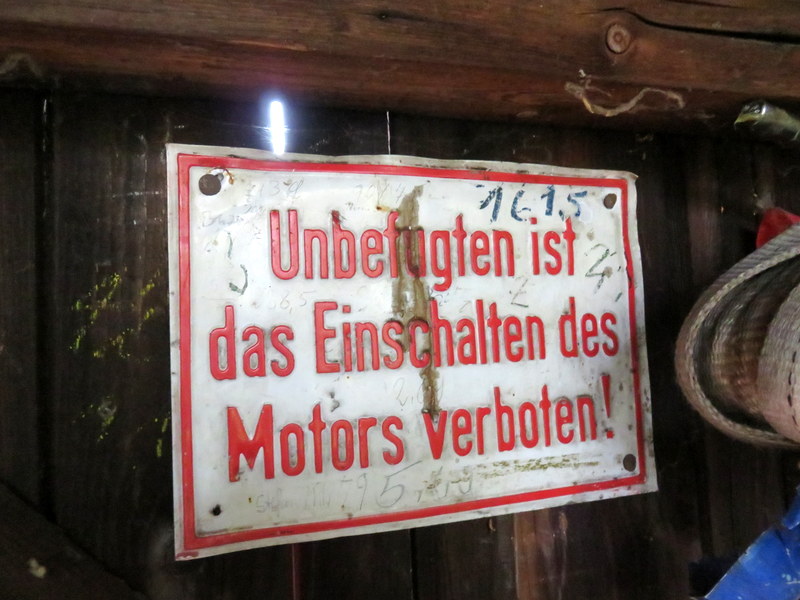 1615
Unbefugten ist
das Einschalten des
Motors verboten!